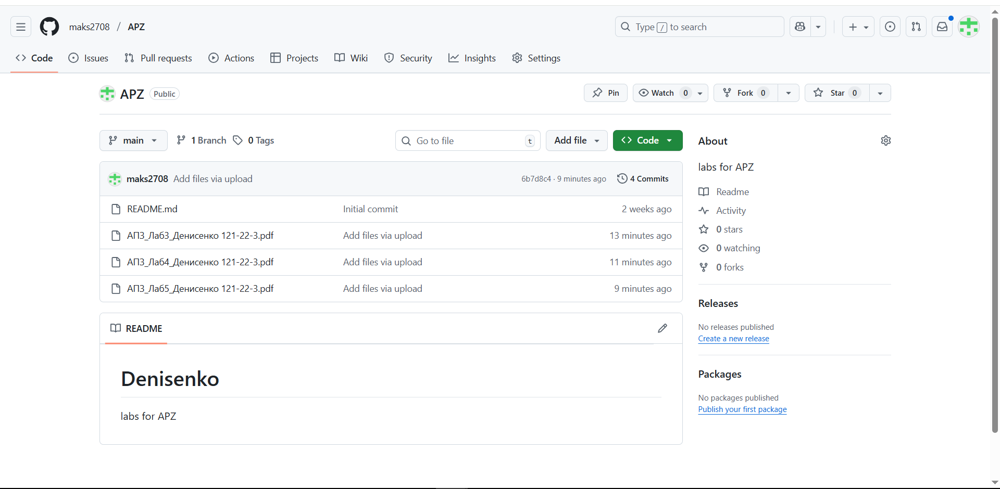 maks2708 / APZ
Type / to search
Code Issues Pull requests Actions Projects Wiki Security Insights Settings
APZ Public
Pin Watch 0 Fork 0 Star 0
main 1 Branch 0 Tags Go to file t Add file Code
maks2708 Add files via upload 6b7d8c4 · 9 minutes ago 4 Commits
README.md Initial commit 2 weeks ago
АПЗ_Лаб3_Денисенко 121-22-3.pdf Add files via upload 13 minutes ago
АПЗ_Лаб4_Денисенко 121-22-3.pdf Add files via upload 11 minutes ago
АПЗ_Лаб5_Денисенко 121-22-3.pdf Add files via upload 9 minutes ago
README
Denisenko
labs for APZ
About
labs for APZ
Readme
Activity
0 stars
0 watching
0 forks
Releases
No releases published
Create a new release
Packages
No packages published
Publish your first package